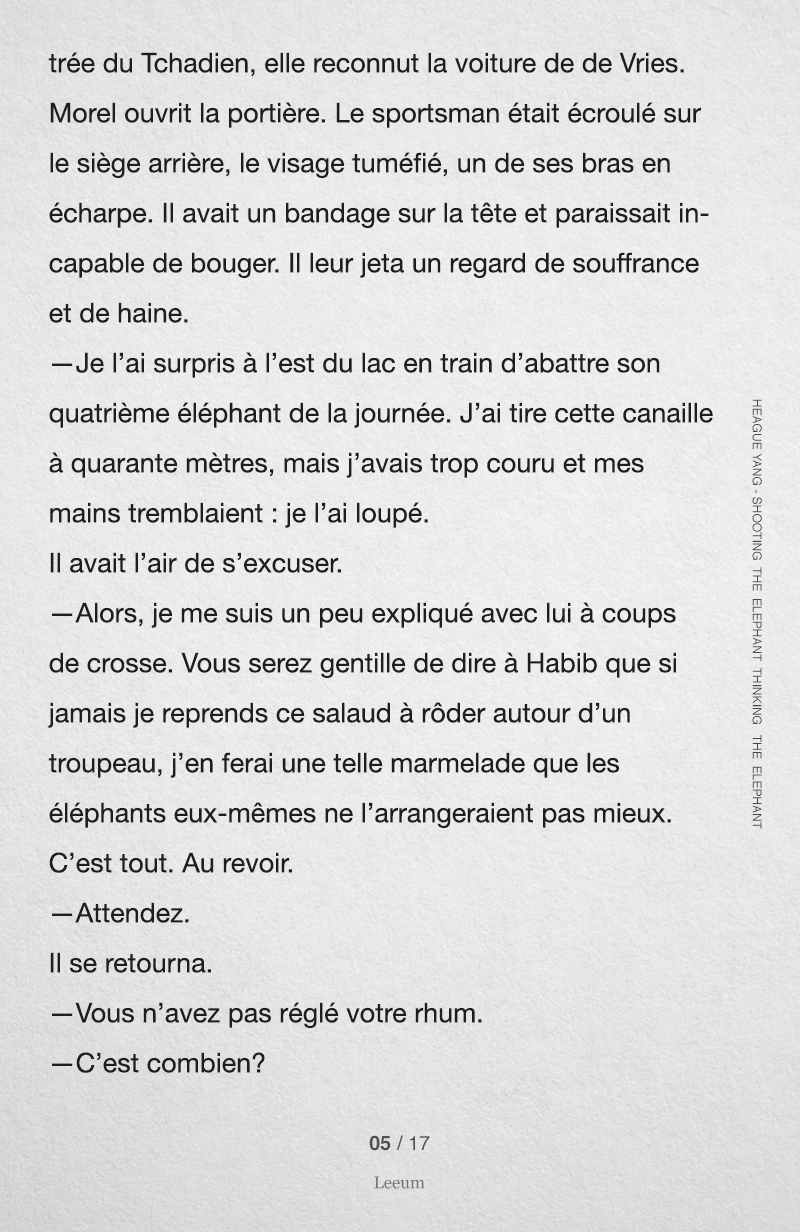 trée du Tchadien, elle reconnut la voiture de de Vries.
Morel ouvrit la portière. Le sportsman était écroulé sur
le siège arrière, le visage tuméfié, un de ses bras en
écharpe. Il avait un bandage sur la tête et paraissait in-
capable de bouger. Il leur jeta un regard de souffrance
et de haine.
—Je l’ai surpris à l’est du lac en train d’abattre son
quatrième éléphant de la journée. J’ai tire cette canaille
à quarante mètres, mais j’avais trop couru et mes
mains tremblaient : je l’ai loupé.
Il avait l’air de s’excuser.
—Alors, je me suis un peu expliqué avec lui à coups
de crosse. Vous serez gentille de dire à Habib que si
jamais je reprends ce salaud à rôder autour d’un
troupeau, j’en ferai une telle marmelade que les
éléphants eux-mêmes ne l’arrangeraient pas mieux.
C’est tout. Au revoir.
—Attendez.
Il se retourna.
—Vous n’avez pas réglé votre rhum.
—C’est combien?
HEAGUE YANG - SHOOTING THE ELEPHANT THINKING THE ELEPHANT
05 / 17
Leeum